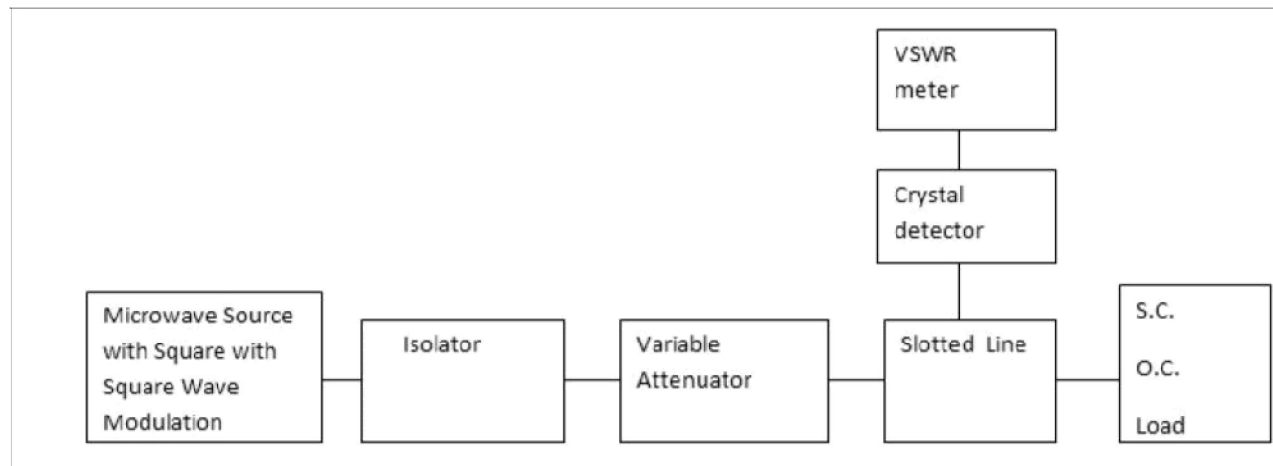 VSWR
meter
Crystal
detector
Microwave Source
with Square with
Square Wave
Modulation
Isolator
Variable
Attenuator
Slotted Line
S.C.
O.C.
Load